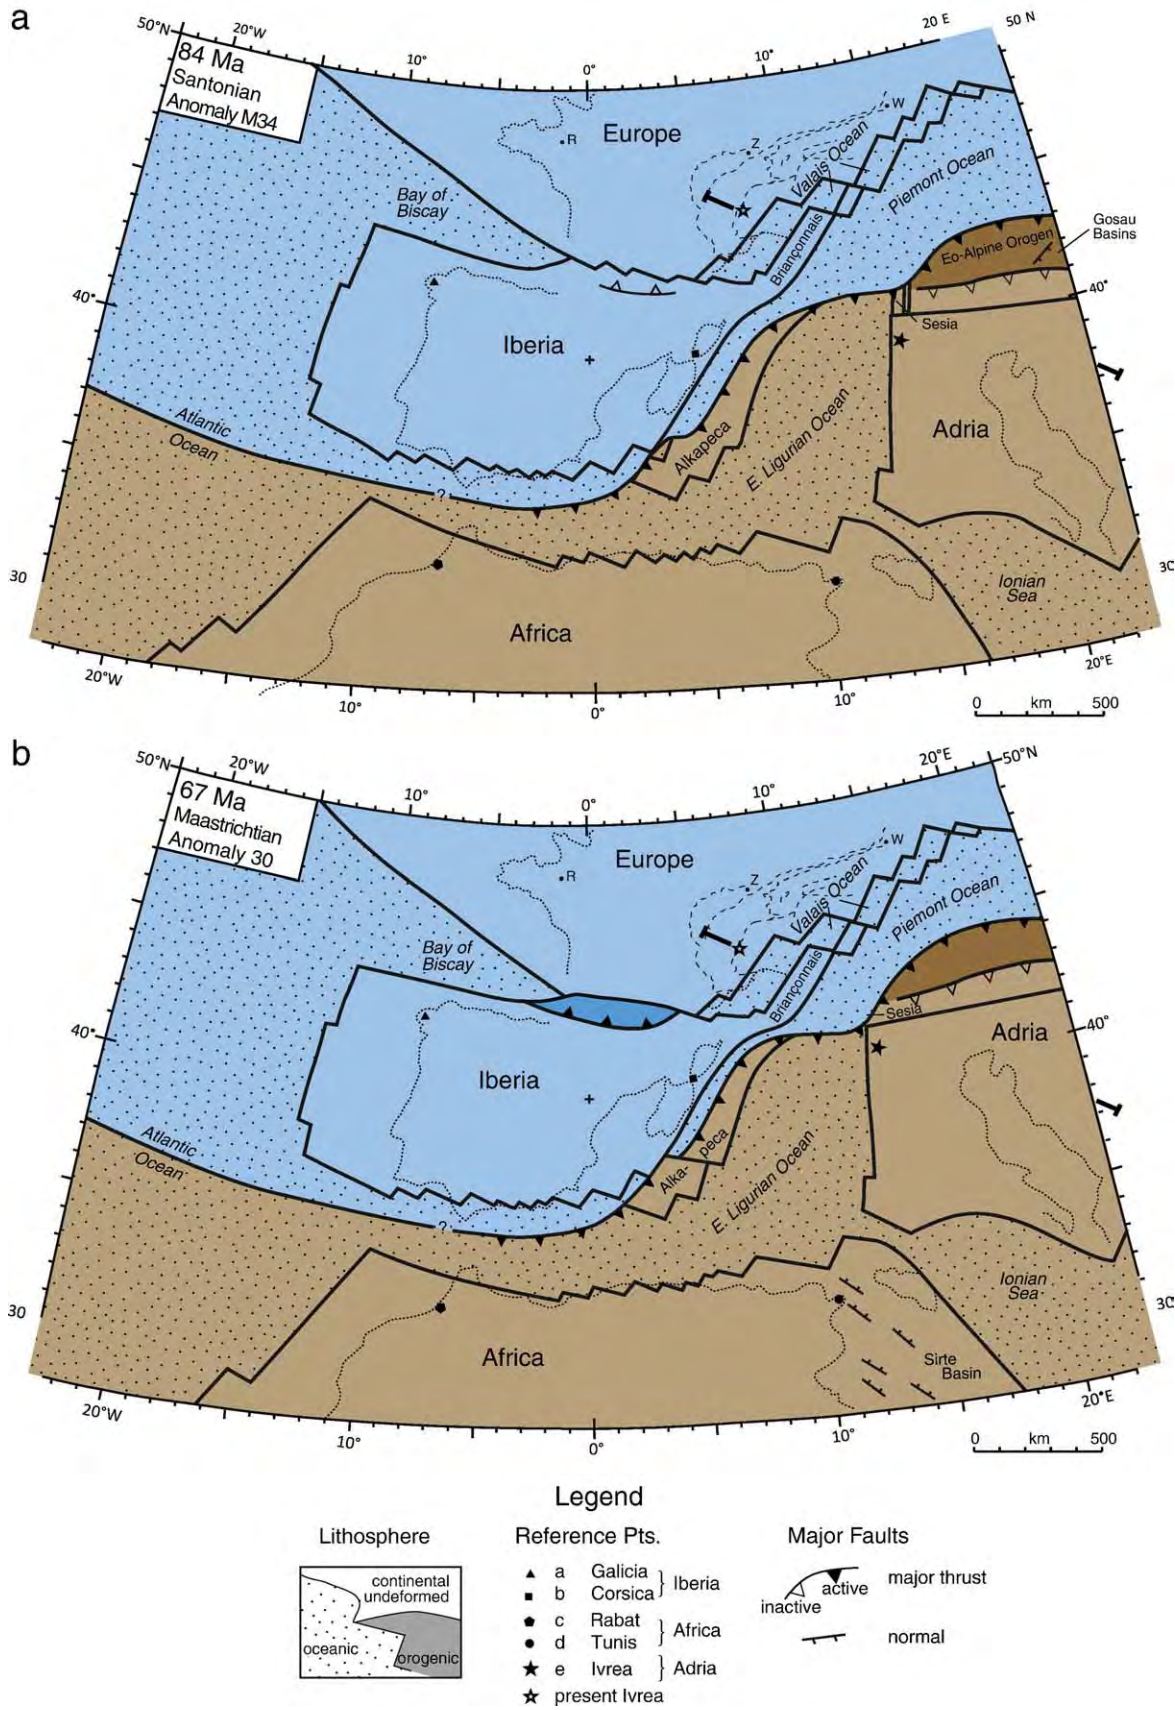 a
50°N
20°W
10°
0°
10°
20 E
50 N
84 Ma
Santonian
Anomaly M34
Europe
R
Z
W
Bay of
Biscay
Valais Ocean
Piemont Ocean
Briançonnais
Gosau
Basins
Eo-Alpine Orogen
40°
40°
Sesia
Iberia
Adria
Atlantic
Ocean
?
Alkapeca
E. Ligurian Ocean
30
Ionian
Sea
Africa
20°W
10°
0°
10°
20°E
0 km 500
b
50°N
20°W
10°
0°
10°
20°E
50°N
67 Ma
Maastrichtian
Anomaly 30
Europe
R
Z
W
Bay of
Biscay
Valais Ocean
Piemont Ocean
Briançonnais
Sesia
40°
40°
Adria
Iberia
Atlantic
Ocean
?
Alka-
peca
E. Ligurian Ocean
30
Ionian
Sea
Africa
Sirte
Basin
20°W
10°
0°
10°
20°E
0 km 500
Legend
Lithosphere
continental
undeformed
oceanic
orogenic
Reference Pts.
a Galicia
b Corsica
Iberia
c Rabat
d Tunis
Africa
e Ivrea
Adria
present Ivrea
Major Faults
active
inactive
major thrust
normal